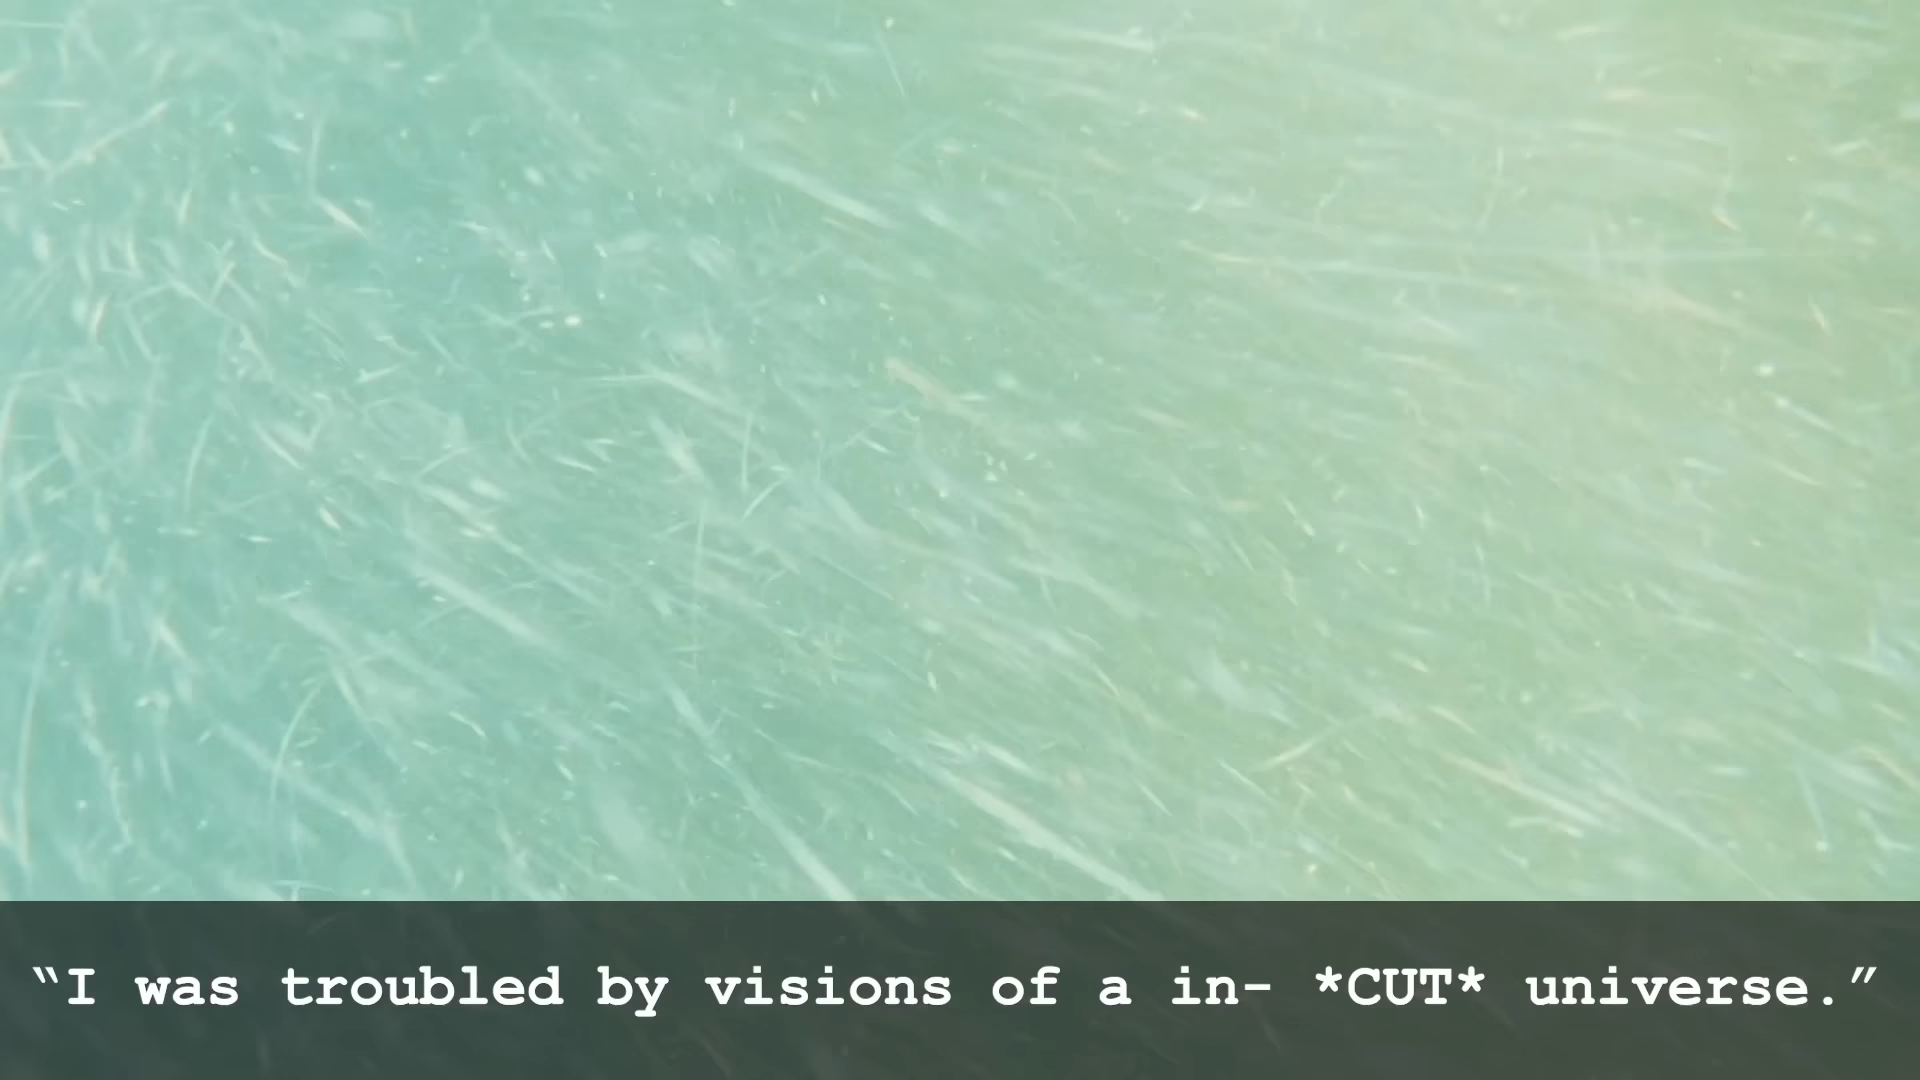 “I was troubled by visions of a in- *CUT* universe.”